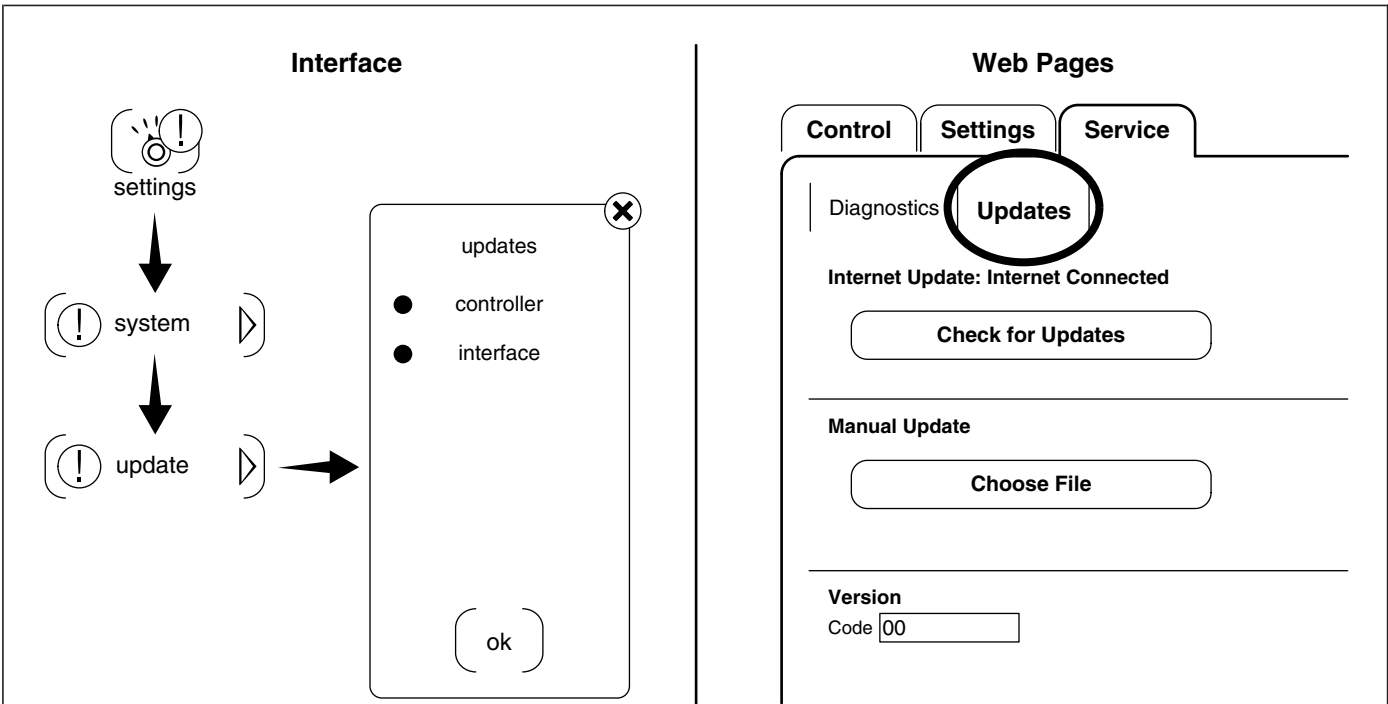 Interface
settings
system
update
updates
controller
interface
ok
Web Pages
Control Settings Service
Diagnostics Updates
Internet Update: Internet Connected
Check for Updates
Manual Update
Choose File
Version
Code 00